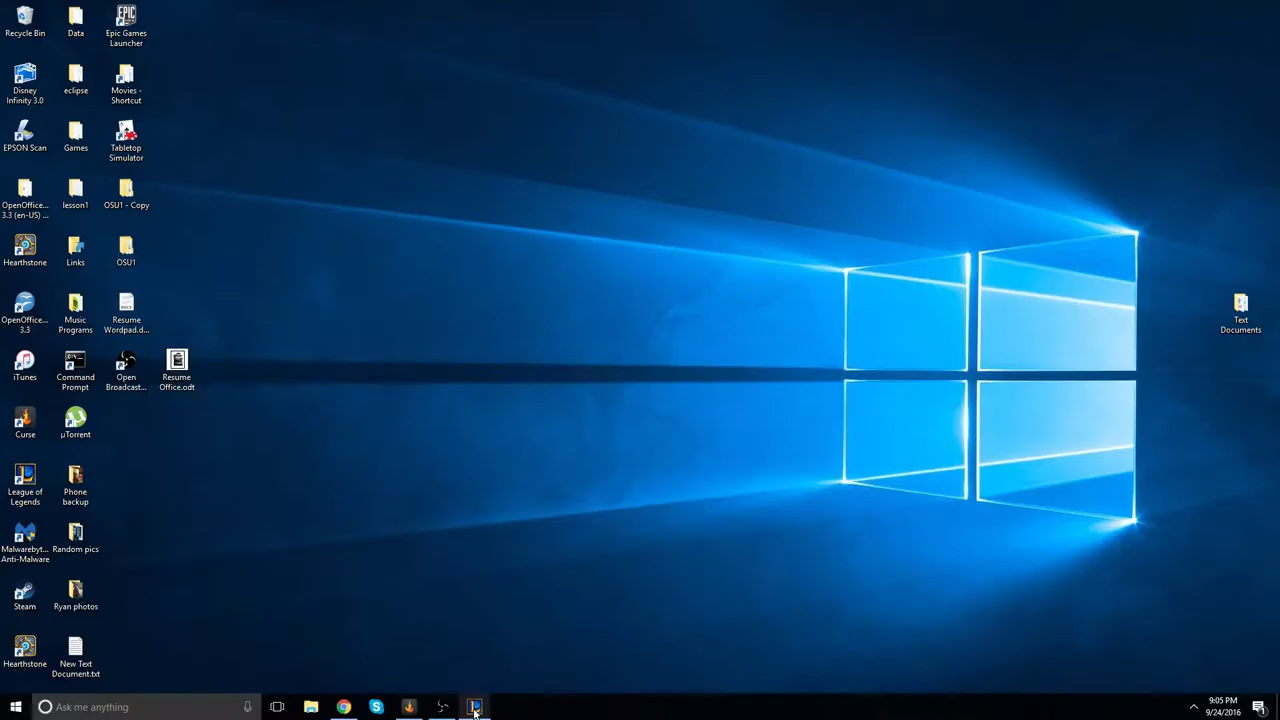 Recycle Bin
Data
Epic Games
Launcher
Disney
Infinity 3.0
eclipse
Movies -
Shortcut
EPSON Scan
Games
Tabletop
Simulator
OpenOffice...
3.3 (en-US) ...
lesson1
OSU1 - Copy
Hearthstone
Links
OSU1
OpenOffice...
3.3
Music
Programs
Resume
Wordpad.d...
Text
Documents
iTunes
Command
Prompt
Open
Broadcast...
Resume
Office.odt
Curse
µTorrent
League of
Legends
Phone
backup
Malwarebyt...
Anti-Malware
Random pics
Steam
Ryan photos
Hearthstone
New Text
Document.txt
Ask me anything
9:05 PM
9/24/2016